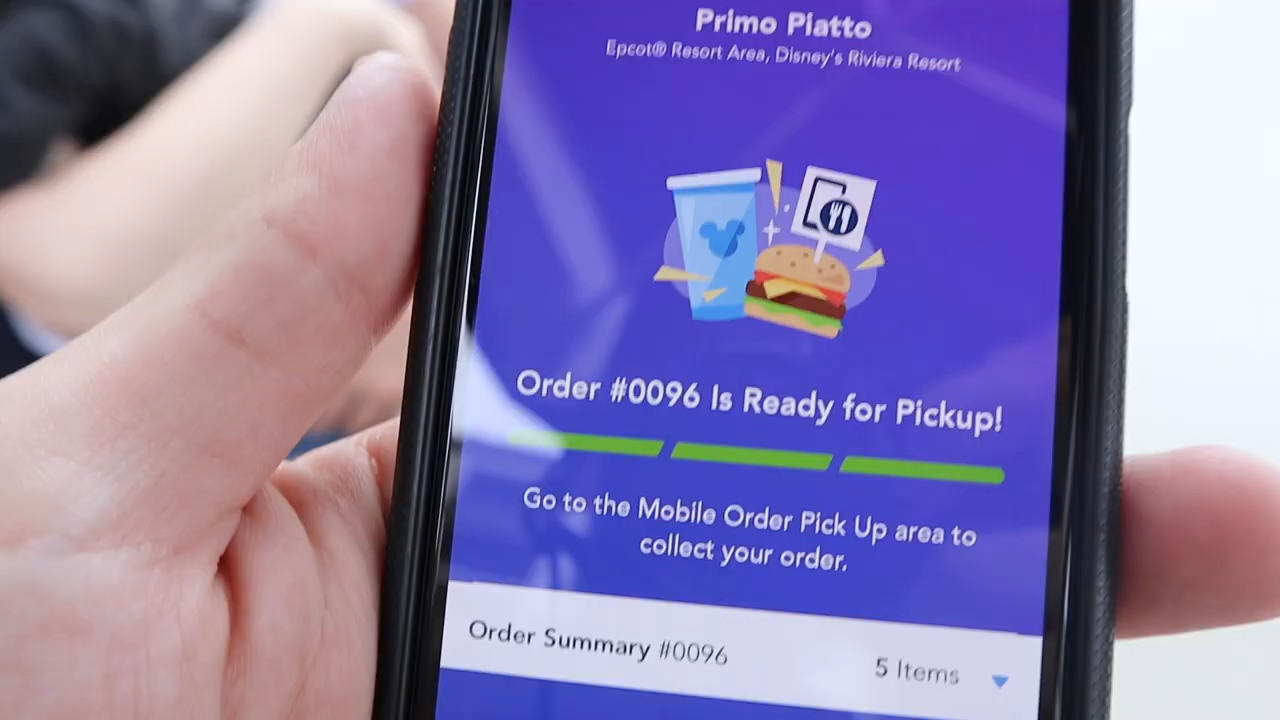 Primo Piatto
Epcot® Resort Area, Disney's Riviera Resort
Order #0096 Is Ready for Pickup!
Go to the Mobile Order Pick Up area to
collect your order.
Order Summary #0096 5 Items